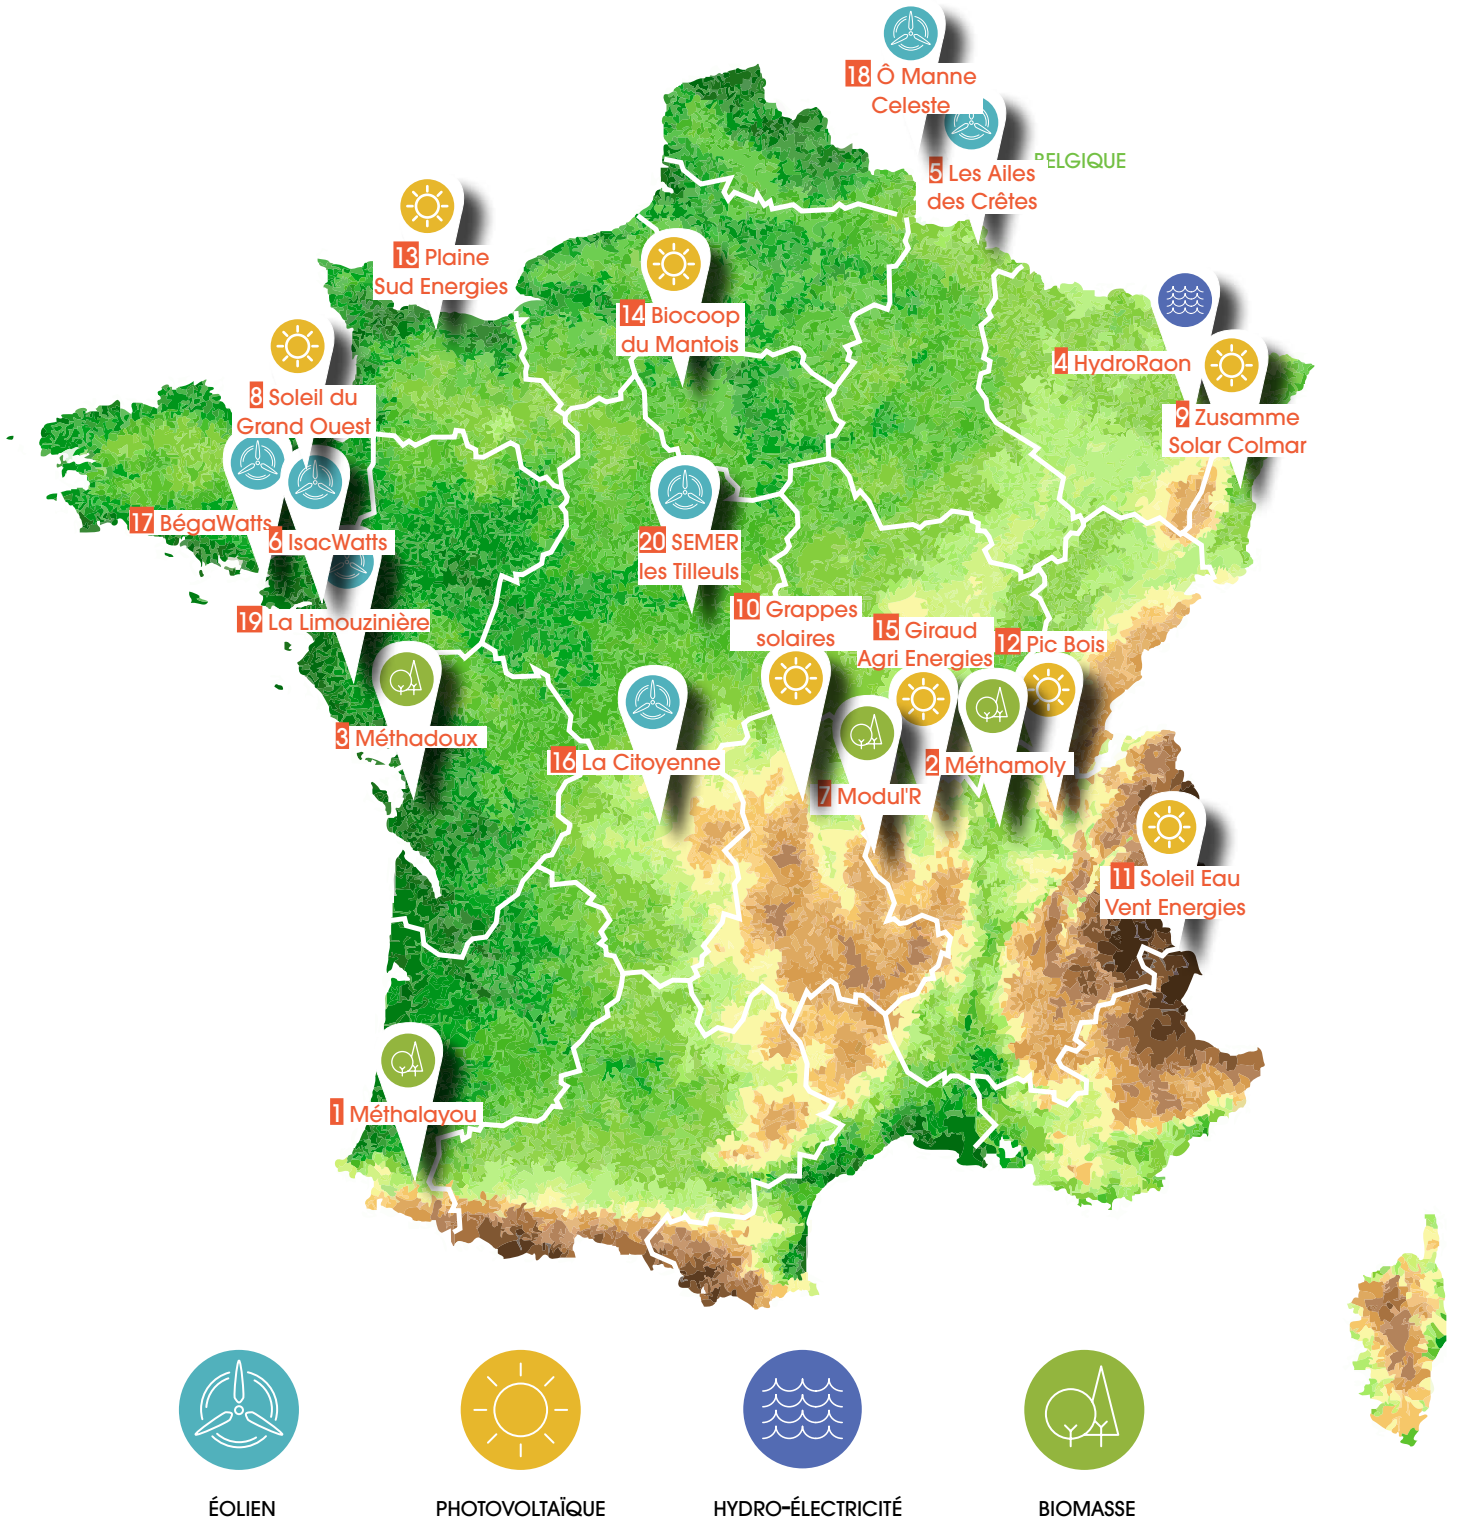 18 Ô Manne
Celeste
BELGIQUE
5 Les Ailes
des Crêtes
13 Plaine
Sud Energies
14 Biocoop
du Mantois
4 HydroRaon
8 Soleil du
Grand Ouest
9 Zusamme
Solar Colmar
17 BégaWatts
6 IsacWatts
20 SEMER
les Tilleuls
19 La Limouzinière
10 Grappes
solaires
15 Giraud
Agri Energies
12 Pic Bois
3 Méthadoux
16 La Citoyenne
2 Méthamoly
7 Modul'R
11 Soleil Eau
Vent Energies
1 Méthalayou
ÉOLIEN
PHOTOVOLTAÏQUE
HYDRO-ÉLECTRICITÉ
BIOMASSE